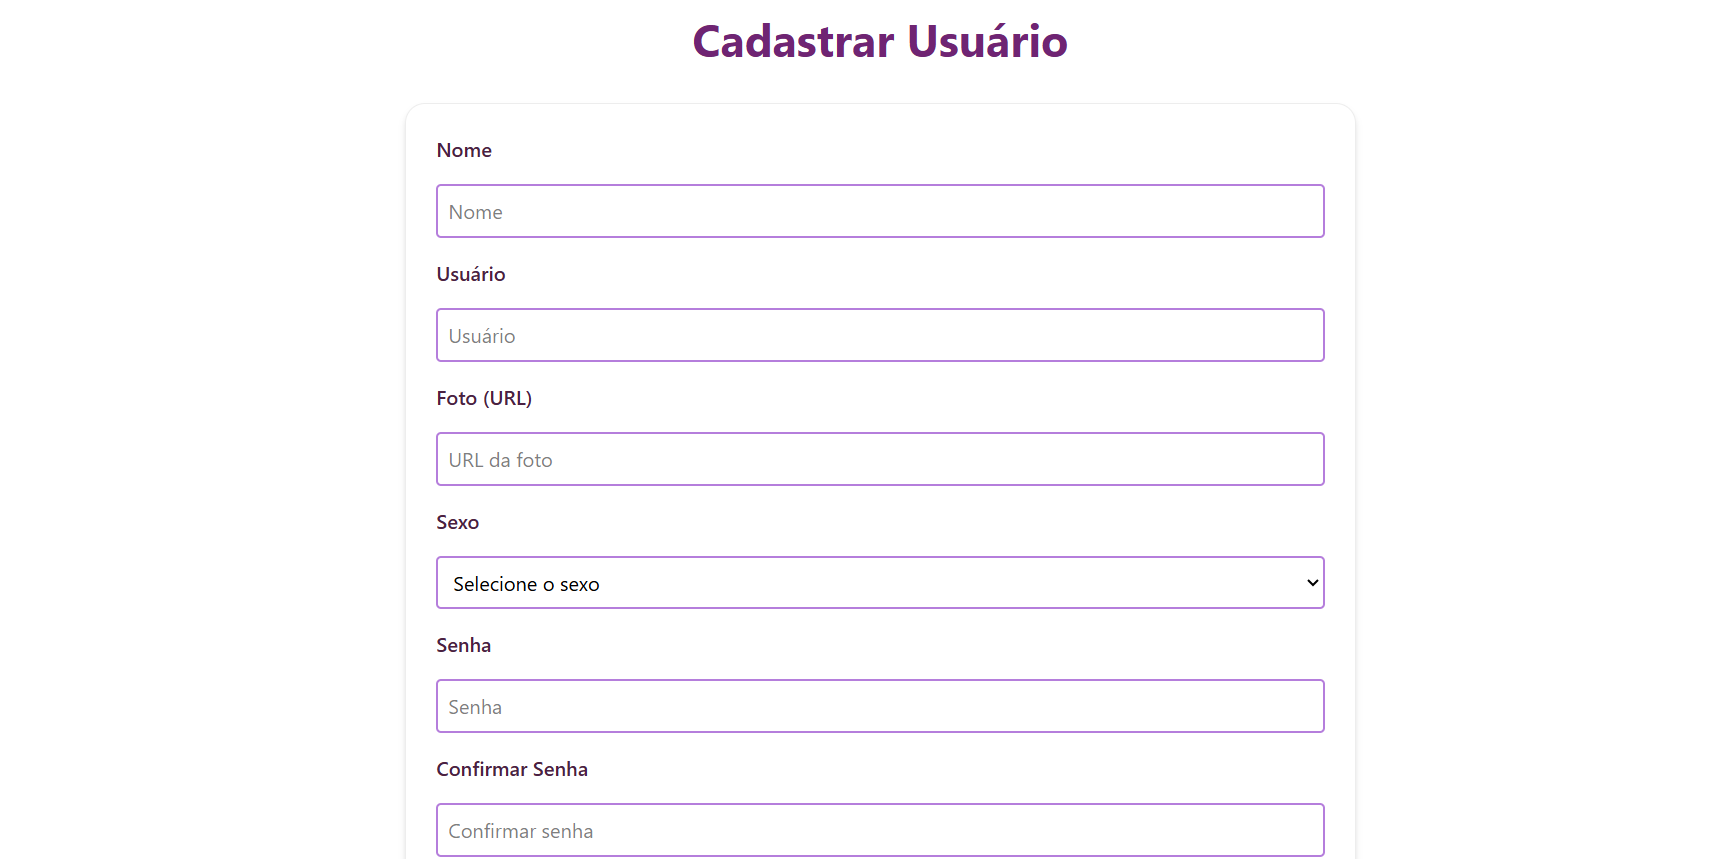 Cadastrar Usuário
Nome
Nome
Usuário
Usuário
Foto (URL)
URL da foto
Sexo
Selecione o sexo
Senha
Senha
Confirmar Senha
Confirmar senha